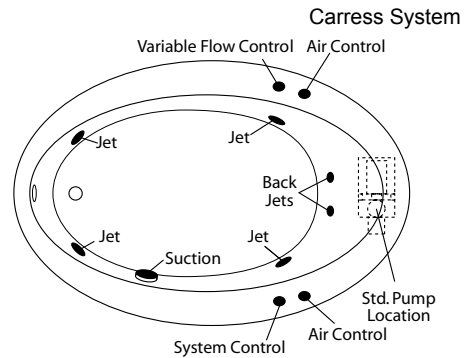 Carress System
Variable Flow Control
Air Control
Jet
Jet
Back
Jets
Jet
Suction
Jet
Std. Pump
Location
System Control
Air Control